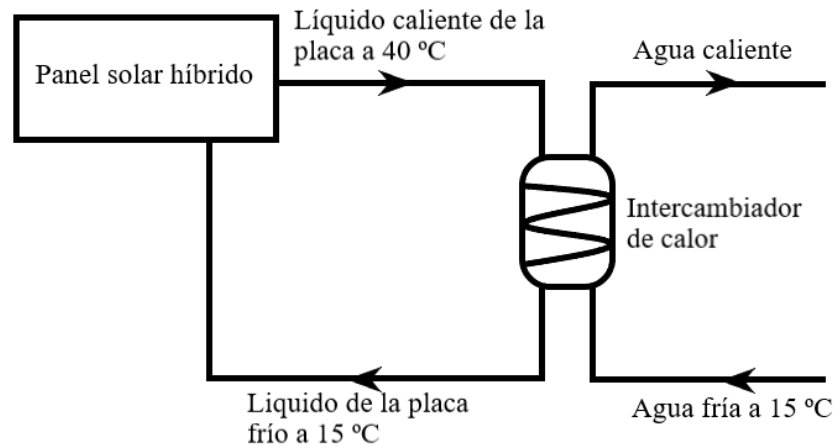 Líquido caliente de la
placa a 40 ºC
Agua caliente
Panel solar híbrido
Intercambiador
de calor
Liquido de la placa
frío a 15 ºC
Agua fría a 15 ºC